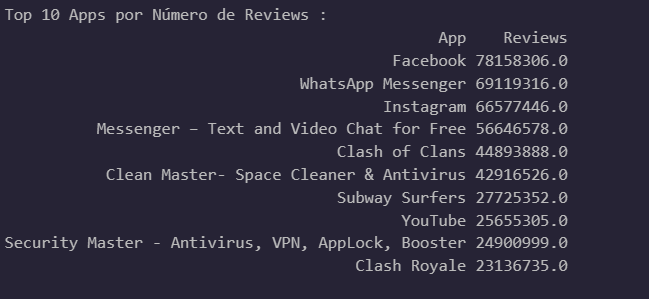 Top 10 Apps por Número de Reviews :
App Reviews
Facebook 78158306.0
WhatsApp Messenger 69119316.0
Instagram 66577446.0
Messenger – Text and Video Chat for Free 56646578.0
Clash of Clans 44893888.0
Clean Master- Space Cleaner & Antivirus 42916526.0
Subway Surfers 27725352.0
YouTube 25655305.0
Security Master - Antivirus, VPN, AppLock, Booster 24900999.0
Clash Royale 23136735.0